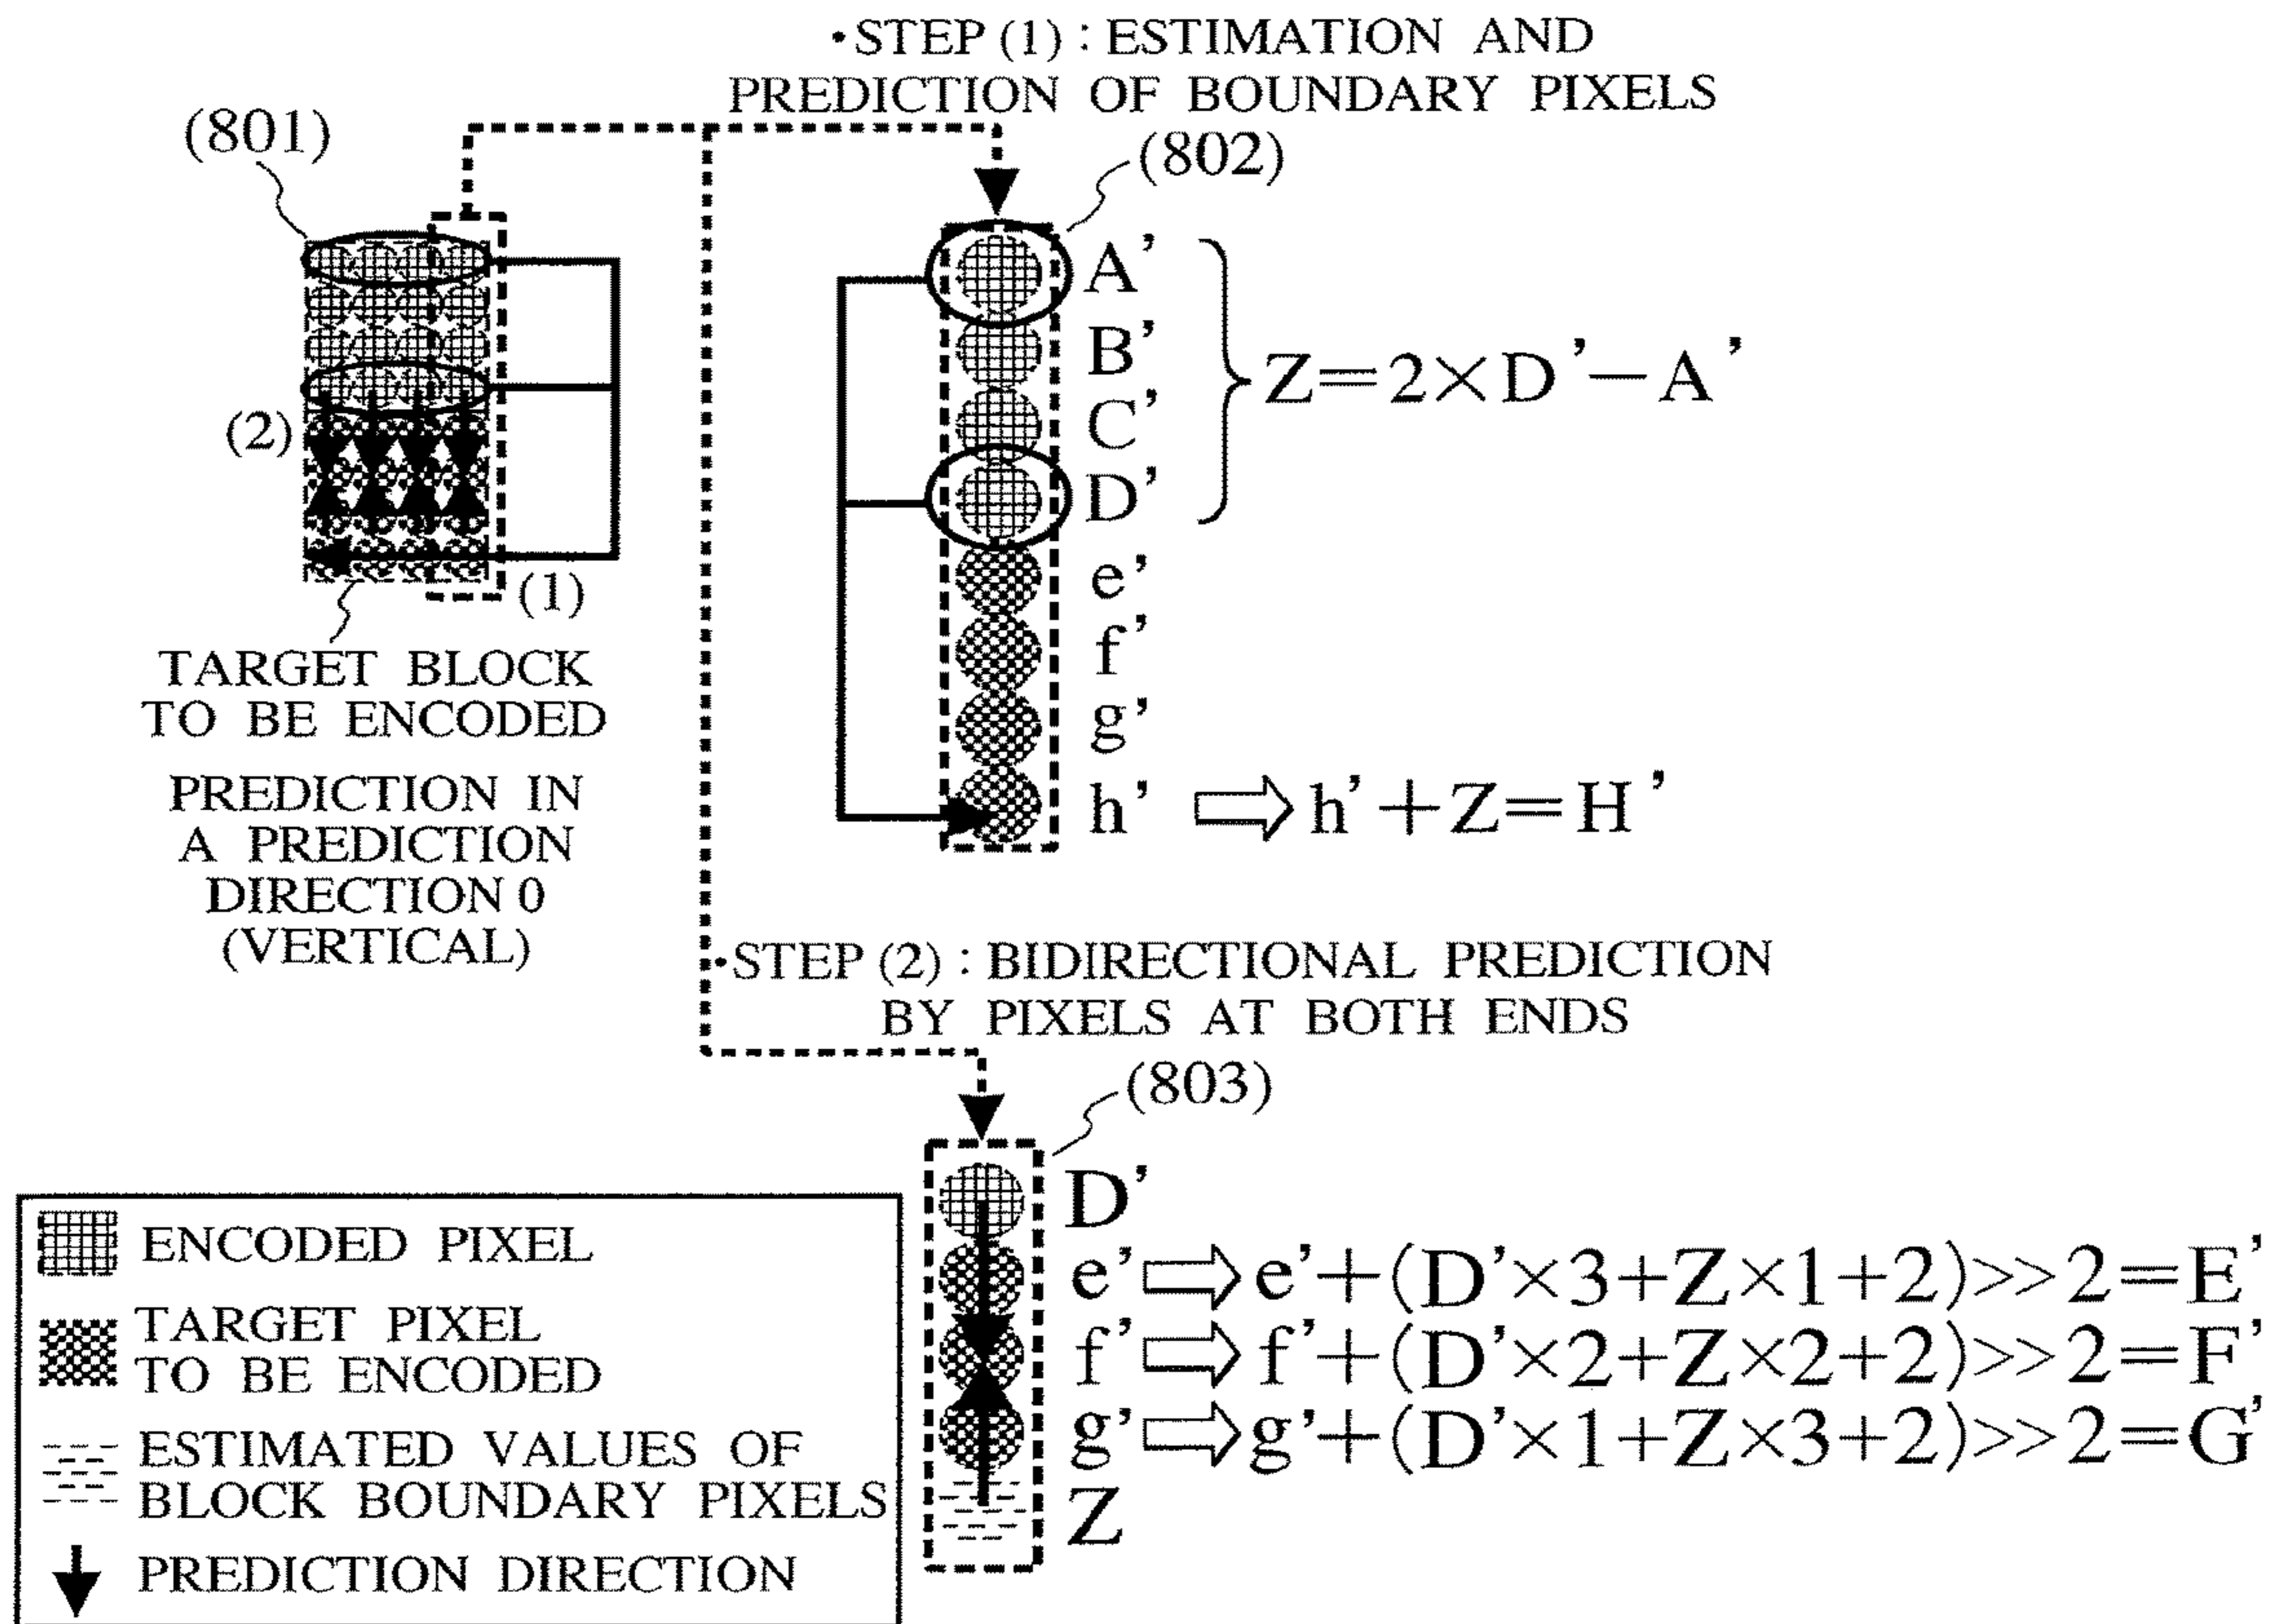 •STEP (1) : ESTIMATION AND
PREDICTION OF BOUNDARY PIXELS
(801)
(802)
A'
B'
C'
D'
Z=2×D'−A'
e'
f'
g'
h' ⇨ h'+Z=H'
(2)
(1)
TARGET BLOCK
TO BE ENCODED
PREDICTION IN
A PREDICTION
DIRECTION 0
(VERTICAL)
•STEP (2) : BIDIRECTIONAL PREDICTION
BY PIXELS AT BOTH ENDS
(803)
D'
e' ⇨ e'+(D'×3+Z×1+2)>>2=E'
f' ⇨ f'+(D'×2+Z×2+2)>>2=F'
g' ⇨ g'+(D'×1+Z×3+2)>>2=G'
Z
ENCODED PIXEL
TARGET PIXEL
TO BE ENCODED
ESTIMATED VALUES OF
BLOCK BOUNDARY PIXELS
PREDICTION DIRECTION